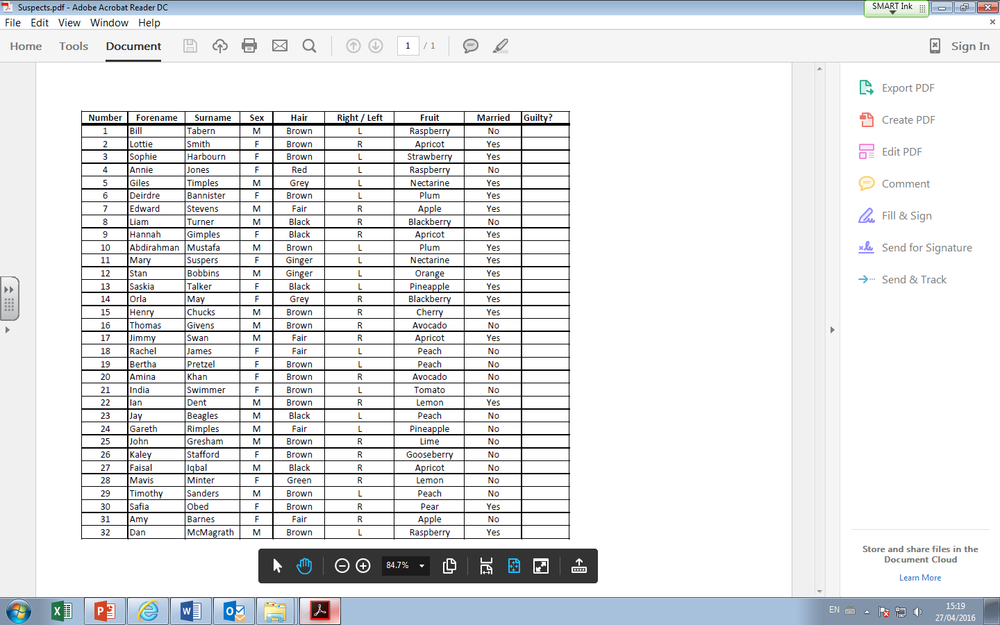 Suspects.pdf - Adobe Acrobat Reader DC
SMART Ink
File Edit View Window Help
Home Tools Document 1 / 1 Sign In
Number Forename Surname Sex Hair Right / Left Fruit Married Guilty?
1 Bill Tabern M Brown L Raspberry No
2 Lottie Smith F Brown R Apricot Yes
3 Sophie Harbourn F Brown L Strawberry Yes
4 Annie Jones F Red L Raspberry No
5 Giles Timples M Grey L Nectarine Yes
6 Deirdre Bannister F Brown L Plum Yes
7 Edward Stevens M Fair R Apple Yes
8 Liam Turner M Black R Blackberry No
9 Hannah Gimples F Black R Apricot Yes
10 Abdirahman Mustafa M Brown L Plum Yes
11 Mary Suspers F Ginger L Nectarine Yes
12 Stan Bobbins M Ginger L Orange Yes
13 Saskia Talker F Black L Pineapple Yes
14 Orla May F Grey R Blackberry Yes
15 Henry Chucks M Brown R Cherry Yes
16 Thomas Givens M Brown R Avocado No
17 Jimmy Swan M Fair R Apricot Yes
18 Rachel James F Fair L Peach No
19 Bertha Pretzel F Brown L Peach No
20 Amina Khan F Brown R Avocado No
21 India Swimmer F Brown L Tomato No
22 Ian Dent M Brown R Lemon Yes
23 Jay Beagles M Black L Peach No
24 Gareth Rimples M Fair L Pineapple No
25 John Gresham M Brown R Lime No
26 Kaley Stafford F Brown R Gooseberry No
27 Faisal Iqbal M Black R Apricot No
28 Mavis Minter F Green R Lemon No
29 Timothy Sanders M Brown L Peach No
30 Safia Obed F Brown R Pear Yes
31 Amy Barnes F Fair R Apple No
32 Dan McMagrath M Brown L Raspberry Yes
84.7%
Export PDF
Create PDF
Edit PDF
Comment
Fill & Sign
Send for Signature
Send & Track
Store and share files in the
Document Cloud
Learn More
EN
15:19
27/04/2016